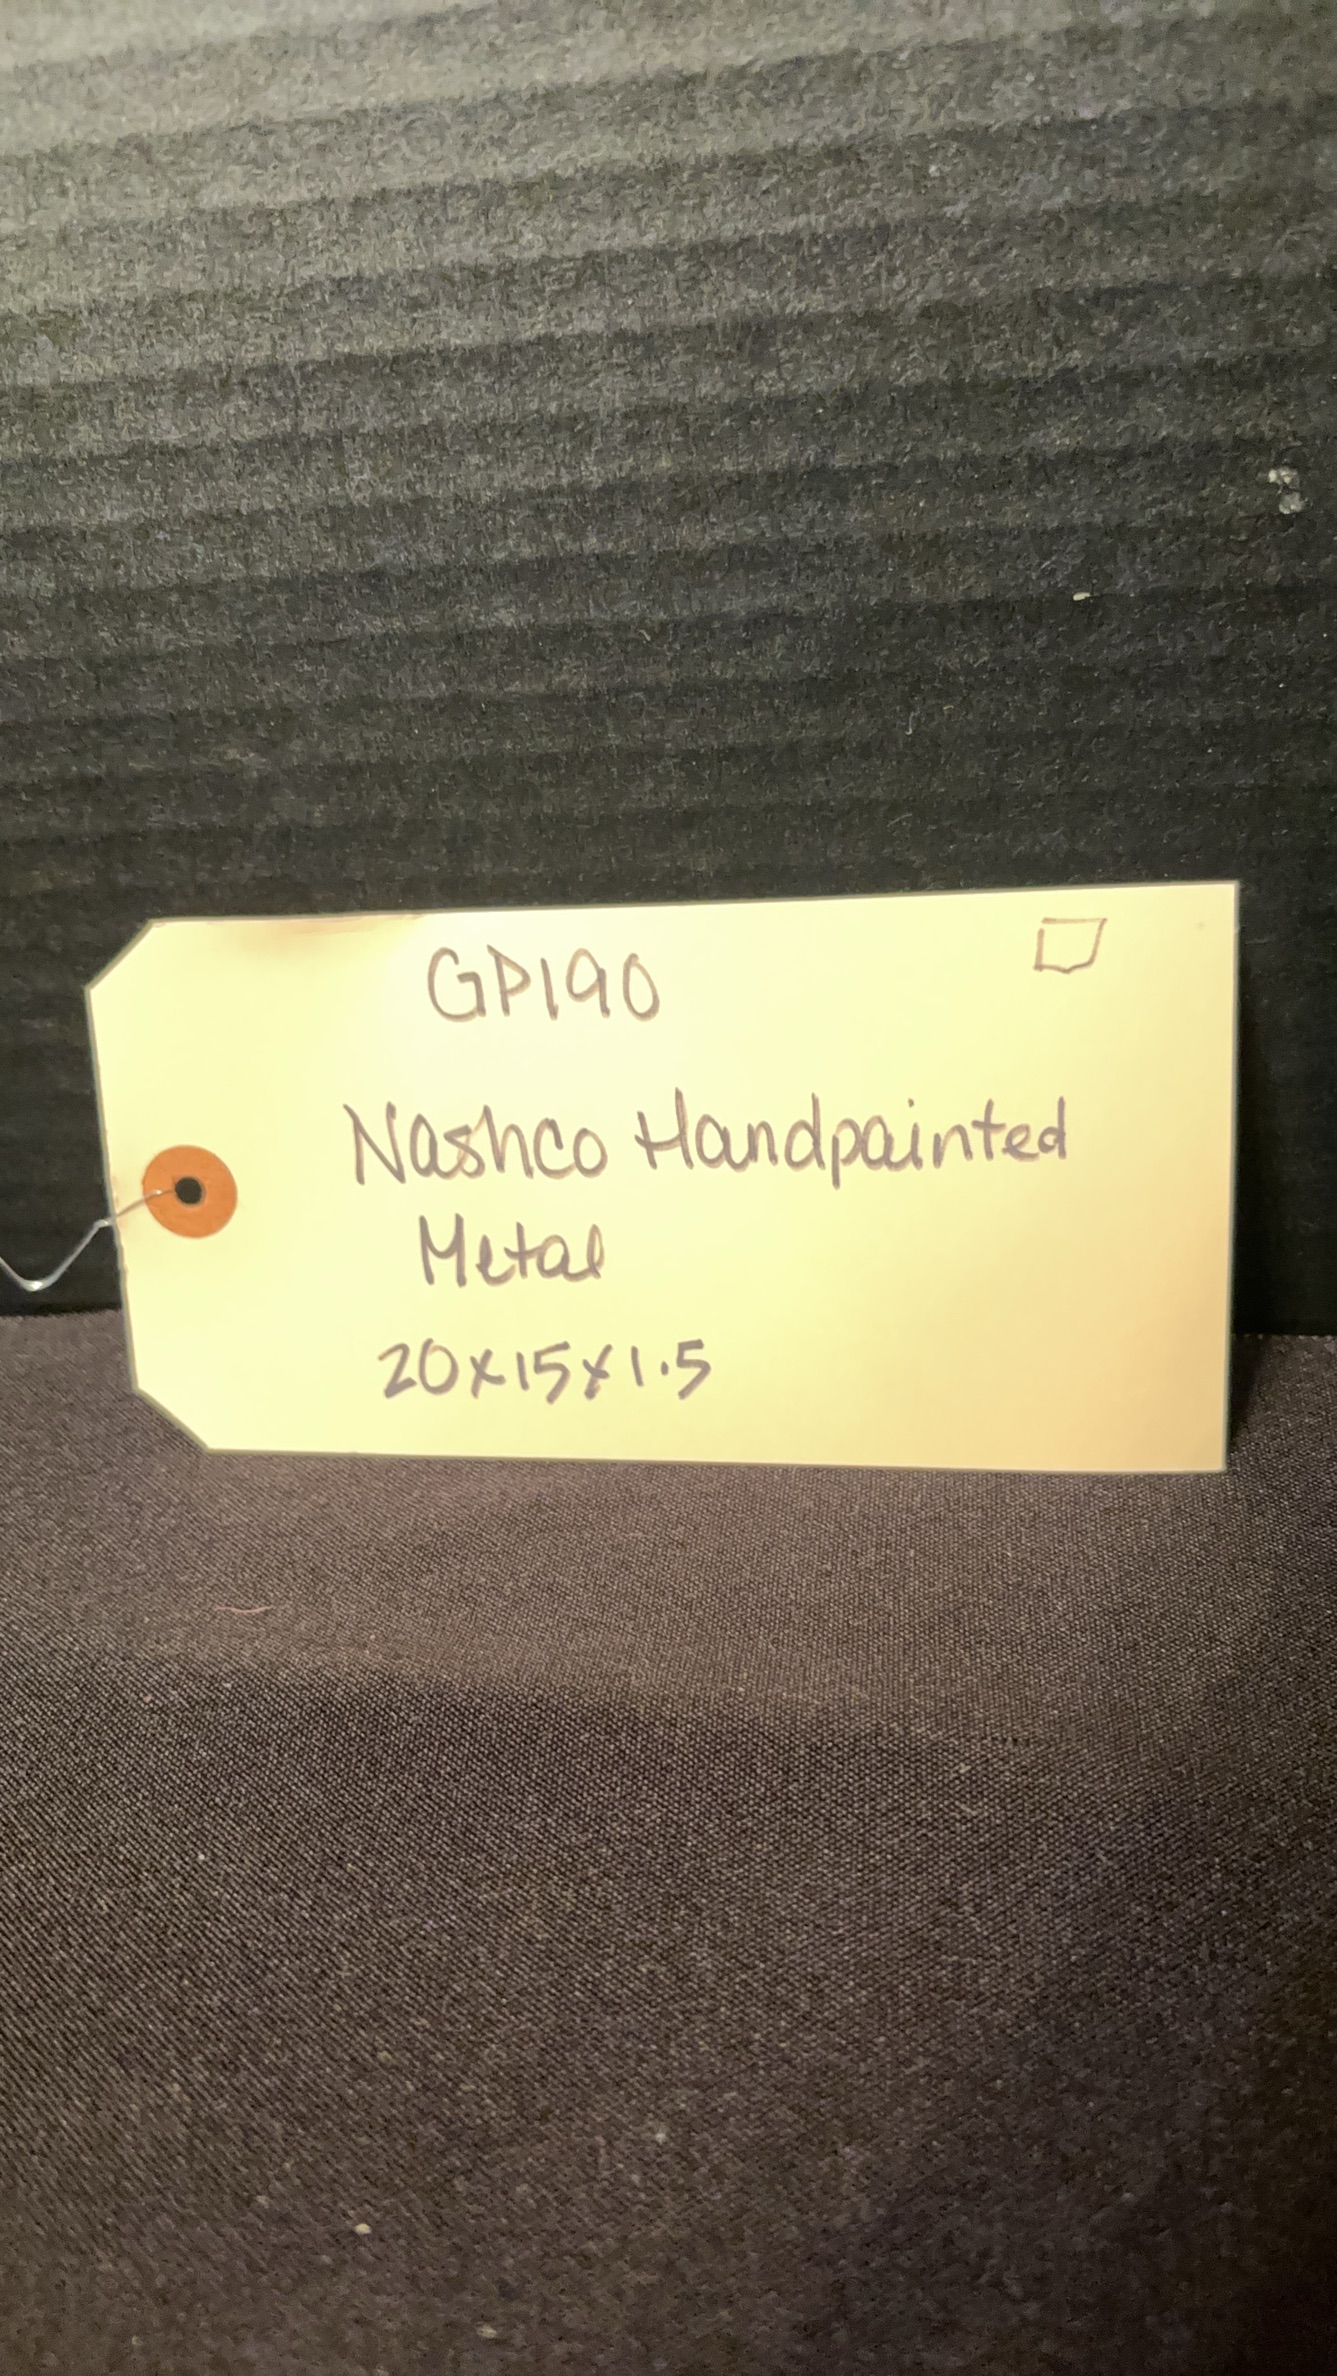 GP190
Nashco Handpainted
Metal
20x15x1.5